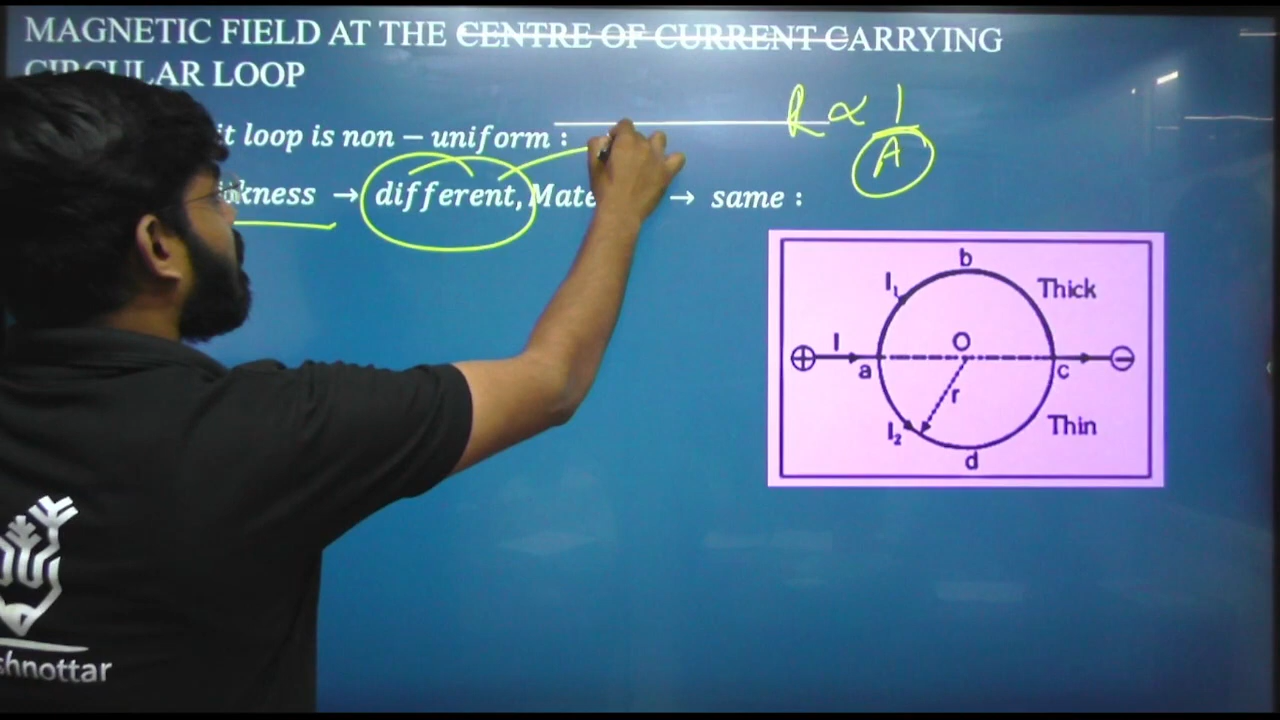 MAGNETIC FIELD AT THE CENTRE OF CURRENT CARRYING
CIRCULAR LOOP
it loop is non − uniform :
kness → different, Mate → same :
R ∝ 1
A
b
I₁
Thick
I
O
a
c
r
I₂
Thin
d
shnottar